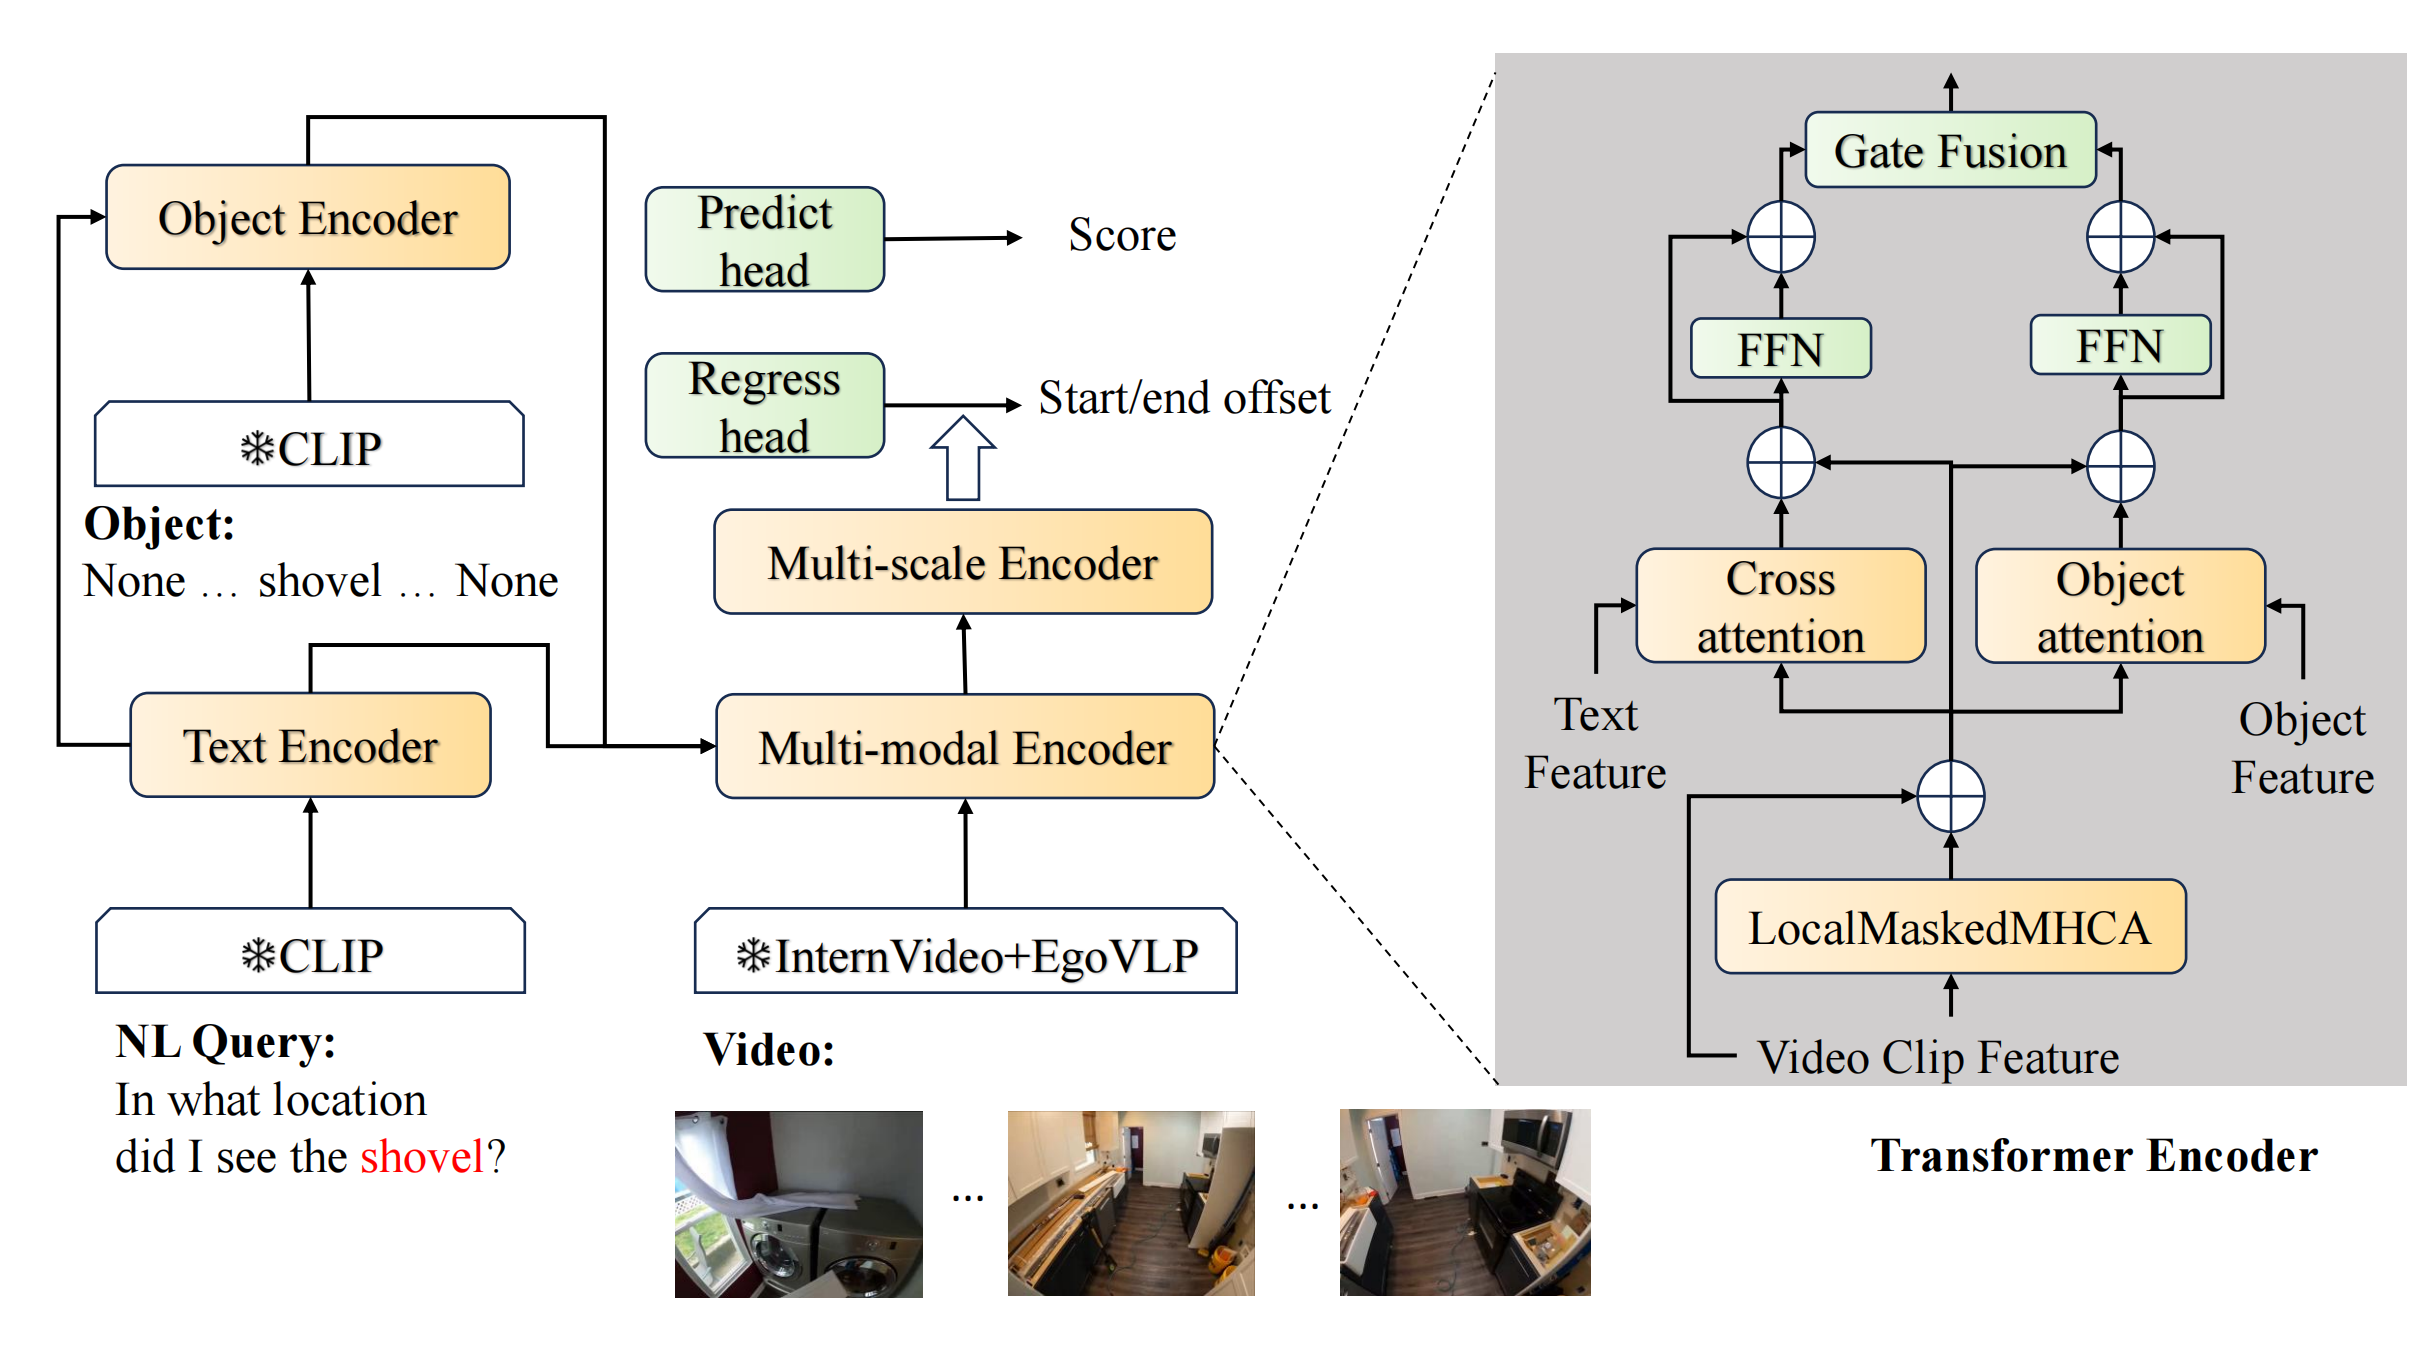 Object Encoder
❄CLIP
Object:
None … shovel … None
Text Encoder
❄CLIP
NL Query:
In what location
did I see the shovel?
Predict
head
Score
Regress
head
Start/end offset
Multi-scale Encoder
Multi-modal Encoder
❄InternVideo+EgoVLP
Video:
...
...
Gate Fusion
FFN
FFN
Cross
attention
Object
attention
Text
Feature
Object
Feature
LocalMaskedMHCA
Video Clip Feature
Transformer Encoder